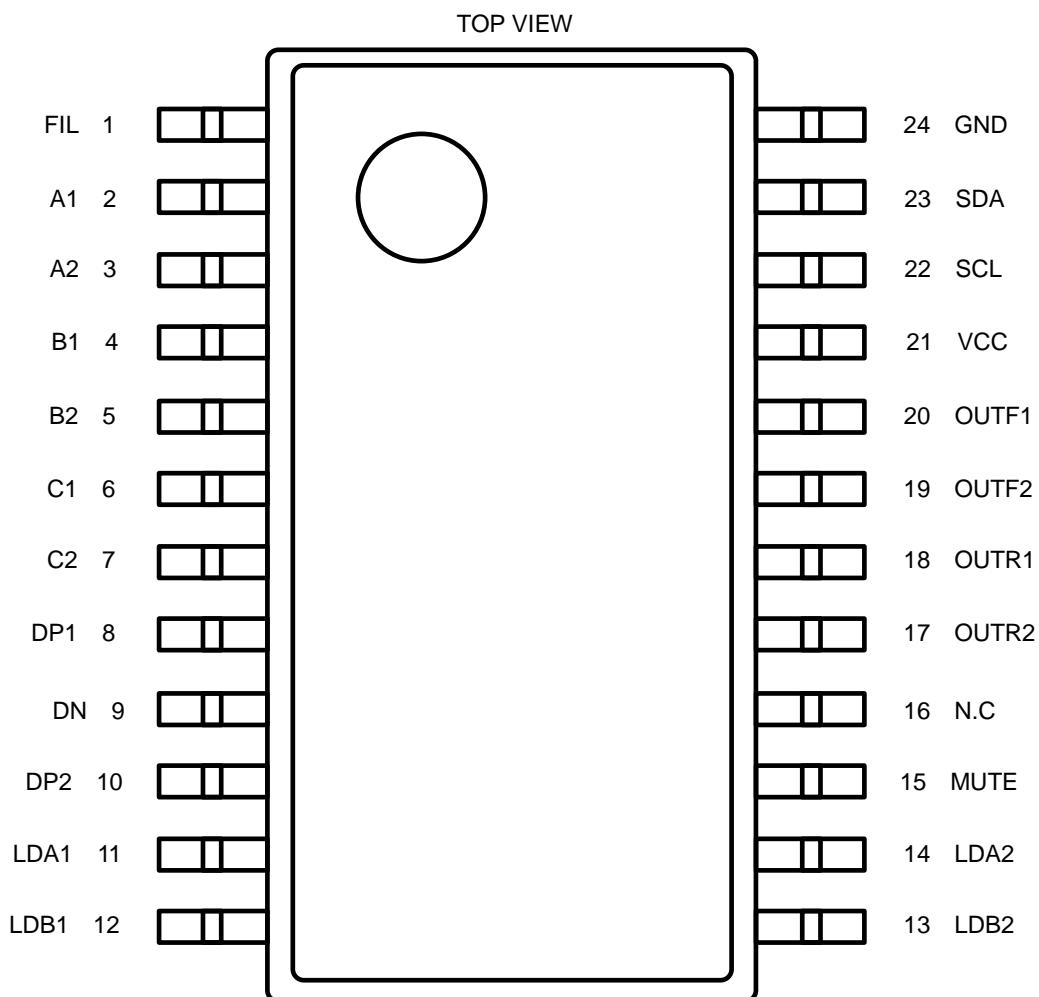 TOP VIEW
FIL 1 24 GND
A1 2 23 SDA
A2 3 22 SCL
B1 4 21 VCC
B2 5 20 OUTF1
C1 6 19 OUTF2
C2 7 18 OUTR1
DP1 8 17 OUTR2
DN 9 16 N.C
DP2 10 15 MUTE
LDA1 11 14 LDA2
LDB1 12 13 LDB2